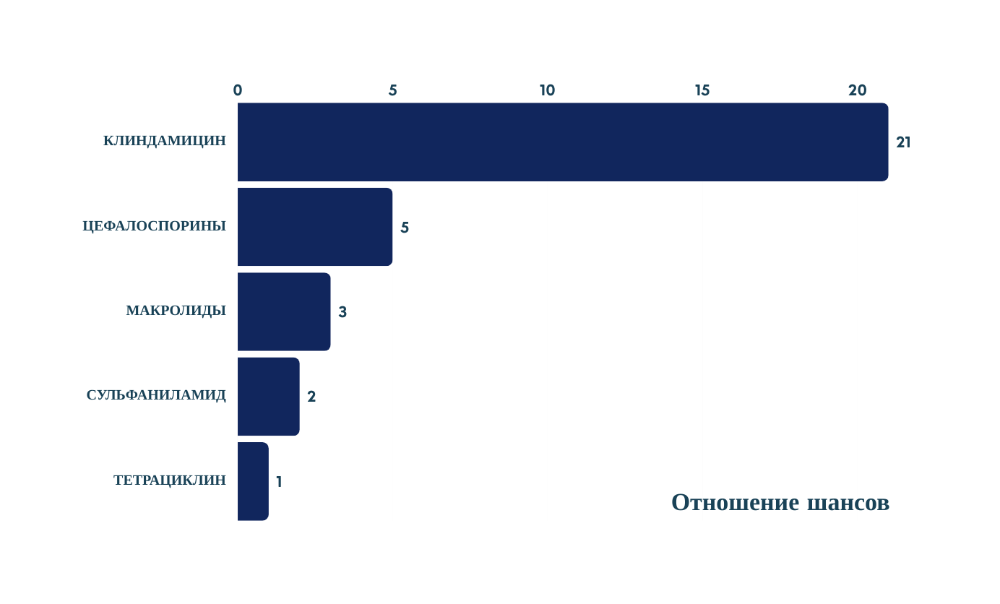 0 5 10 15 20
КЛИНДАМИЦИН 21
ЦЕФАЛОСПОРИНЫ 5
МАКРОЛИДЫ 3
СУЛЬФАНИЛАМИД 2
ТЕТРАЦИКЛИН 1
Отношение шансов